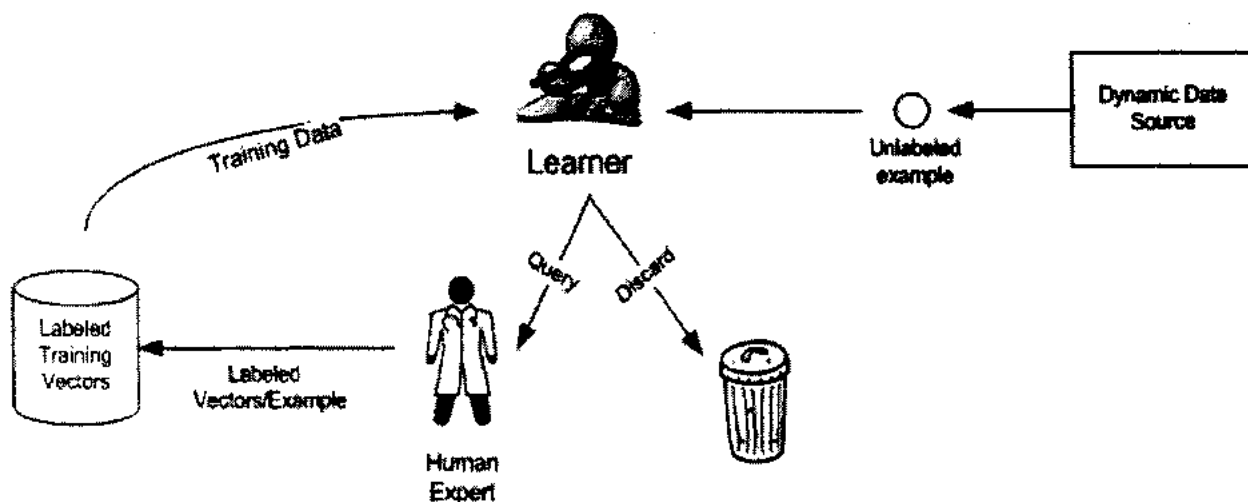 Dynamic Data
Source
Unlabeled
example
Training Data
Learner
Query
Discard
Labeled
Training
Vectors
Labeled
Vectors/Example
Human
Expert